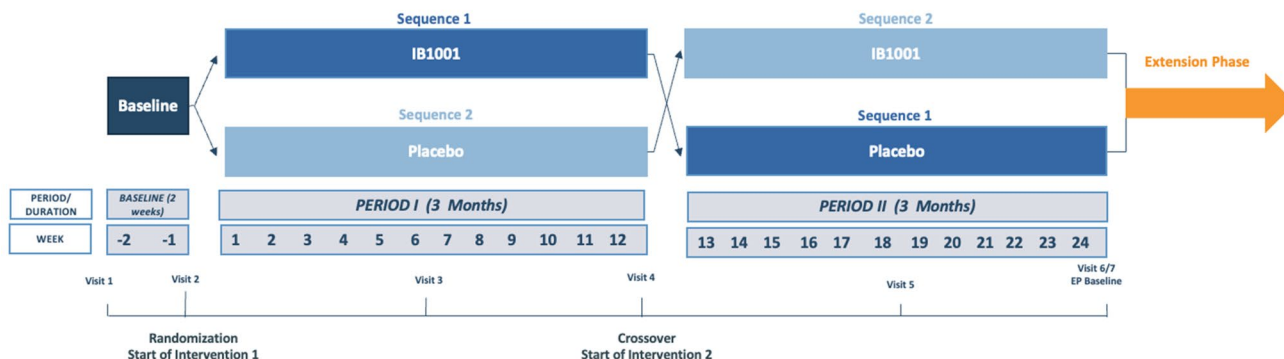 Sequence 1
Sequence 2
IB1001
IB1001
Extension Phase
Baseline
Sequence 2
Sequence 1
Placebo
Placebo
PERIOD/
DURATION
BASELINE (2
weeks)
PERIOD I (3 Months)
PERIOD II (3 Months)
WEEK
-2 -1
1 2 3 4 5 6 7 8 9 10 11 12
13 14 15 16 17 18 19 20 21 22 23 24
Visit 1
Visit 2
Visit 3
Visit 4
Visit 5
Visit 6/7
EP Baseline
Randomization
Start of Intervention 1
Crossover
Start of Intervention 2